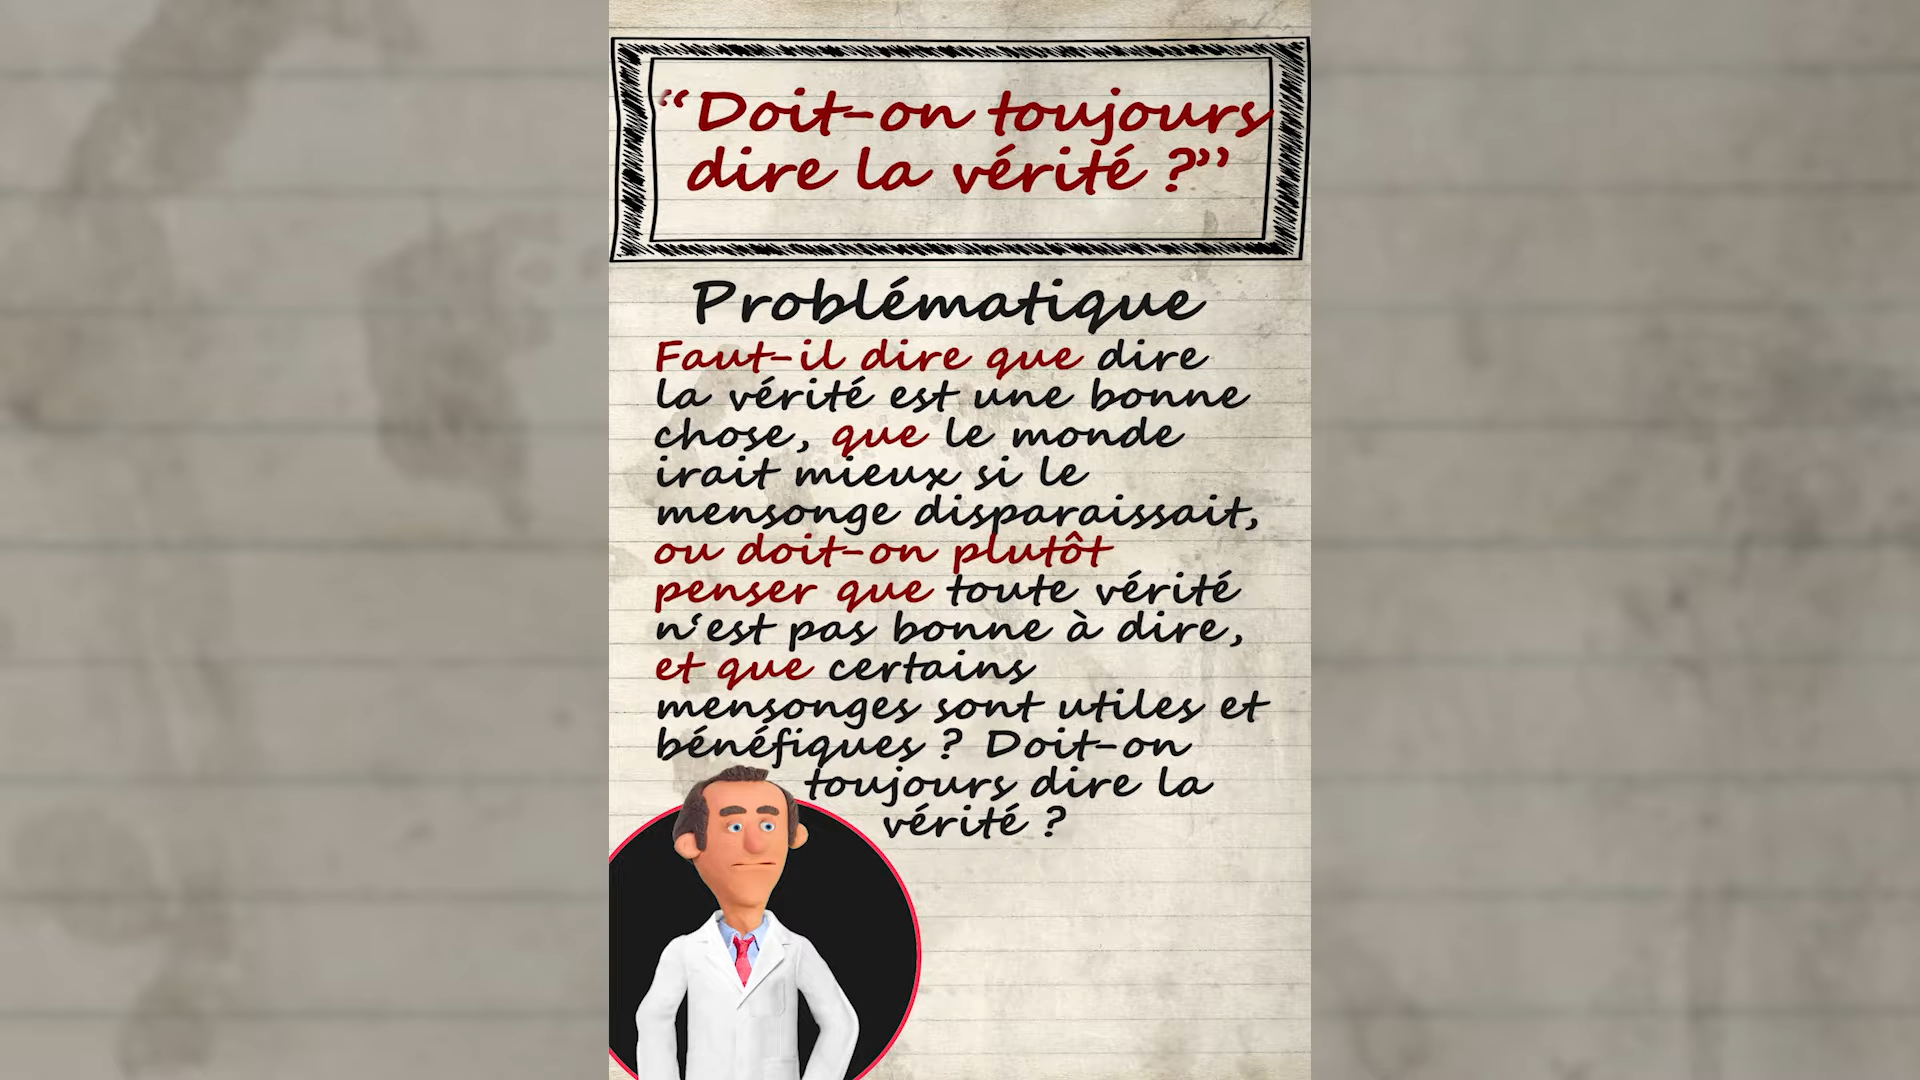 “Doit-on toujours
dire la vérité ?”
Problématique
Faut-il dire que dire
la vérité est une bonne
chose, que le monde
irait mieux si le
mensonge disparaissait,
ou doit-on plutôt
penser que toute vérité
n‘est pas bonne à dire,
et que certains
mensonges sont utiles et
bénéfiques ? Doit-on
toujours dire la
vérité ?